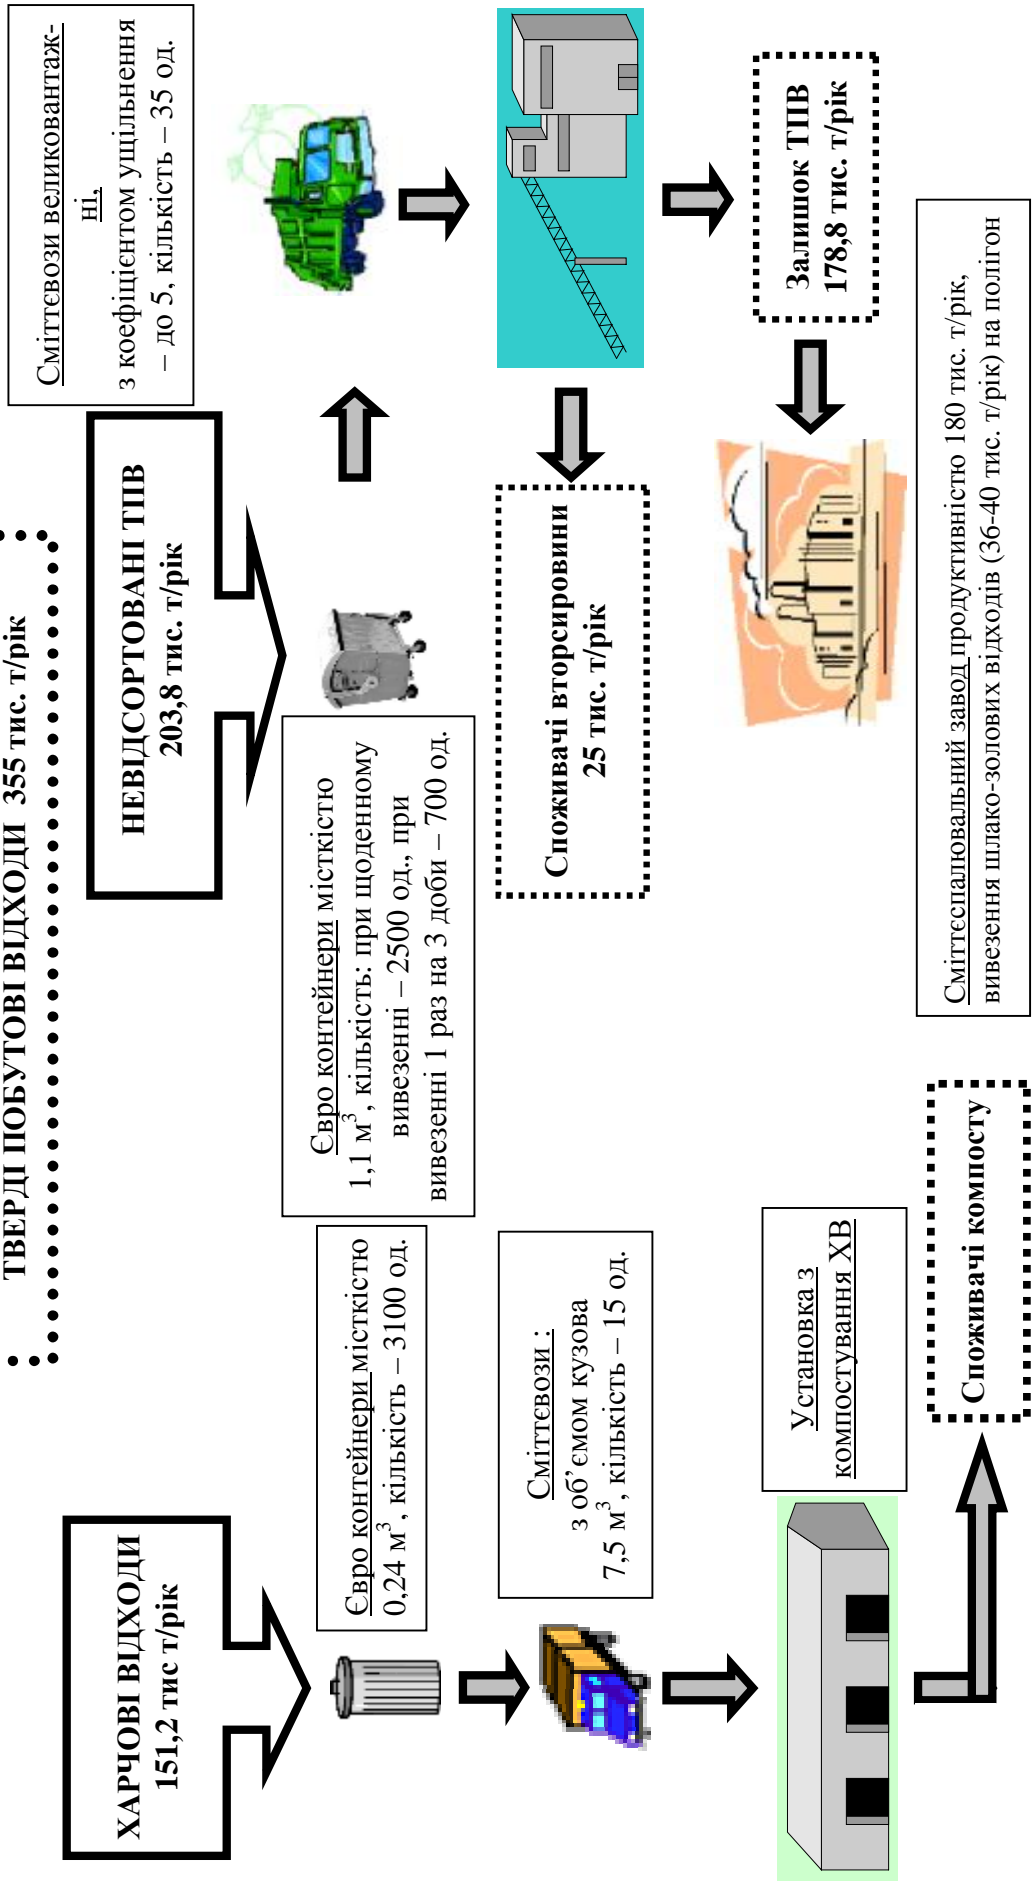 ТВЕРДІ ПОБУТОВІ ВІДХОДИ 355 тис. т/рік
ХАРЧОВІ ВІДХОДИ
151,2 тис т/рік
НЕВІДСОРТОВАНІ ТПВ
203,8 тис. т/рік
Сміттєвози великовантаж-
ні,
з коефіцієнтом ущільнення
– до 5, кількість – 35 од.
Євро контейнери місткістю
0,24 м³, кількість – 3100 од.
Євро контейнери місткістю
1,1 м³, кількість: при щоденному
вивезенні – 2500 од., при
вивезенні 1 раз на 3 доби – 700 од.
Сміттєвози :
з об’ємом кузова
7,5 м³, кількість – 15 од.
Споживачі вторсировини
25 тис. т/рік
Установка з
компостування ХВ
Залишок ТПВ
178,8 тис. т/рік
Споживачі компосту
Сміттєспалювальний завод продуктивністю 180 тис. т/рік,
вивезення шлако-золових відходів (36-40 тис. т/рік) на полігон